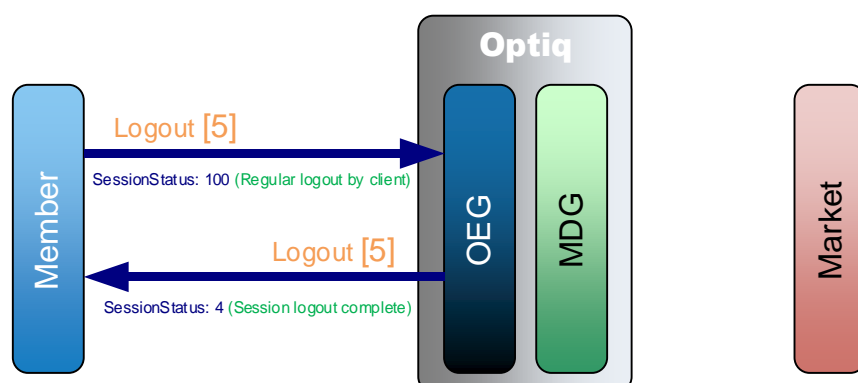 Optiq
Logout [5]
SessionStatus: 100 (Regular logout by client)
Logout [5]
SessionStatus: 4 (Session logout complete)
Member
OEG
MDG
Market